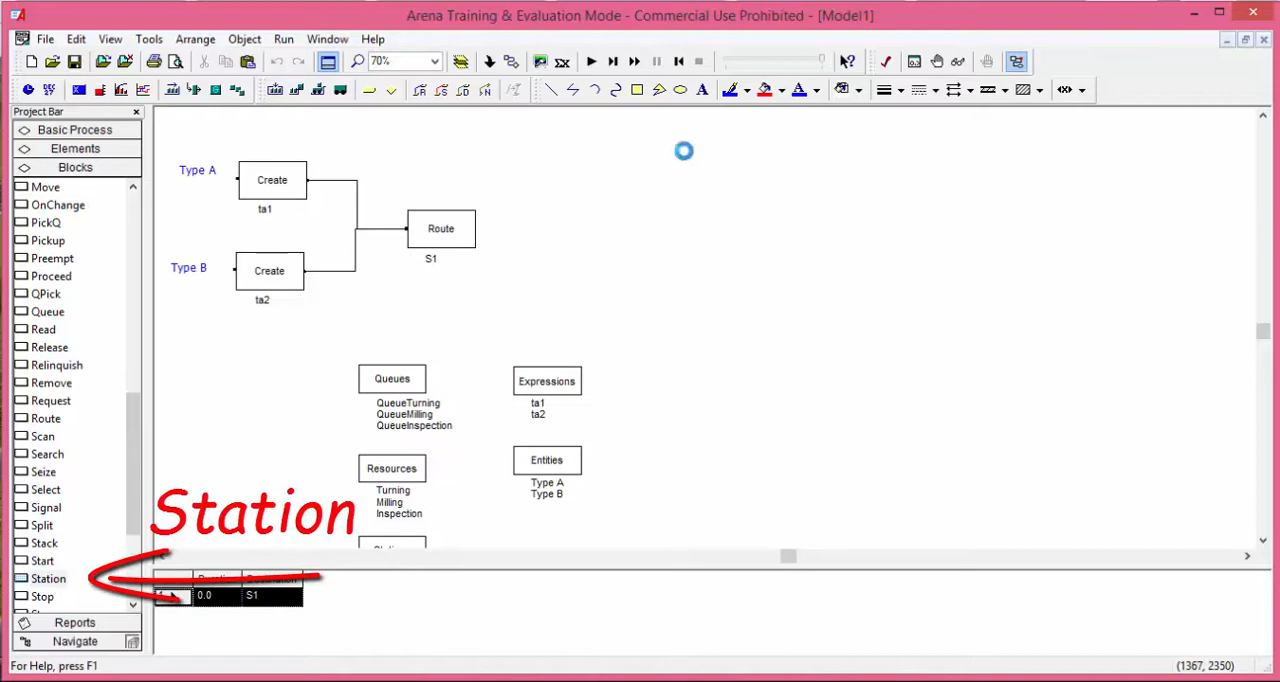 Arena Training & Evaluation Mode - Commercial Use Prohibited - [Model1]
File Edit View Tools Arrange Object Run Window Help
70%
Project Bar
Basic Process
Elements
Blocks
Move
OnChange
PickQ
Pickup
Preempt
Proceed
QPick
Queue
Read
Release
Relinquish
Remove
Request
Route
Scan
Search
Seize
Select
Signal
Split
Stack
Start
Station
Stop
Reports
Navigate
Type A
Create
ta1
Type B
Create
ta2
Route
S1
Queues
QueueTurning
QueueMilling
QueueInspection
Expressions
ta1
ta2
Resources
Turning
Milling
Inspection
Entities
Type A
Type B
Station
0.0 S1
For Help, press F1
(1367, 2350)